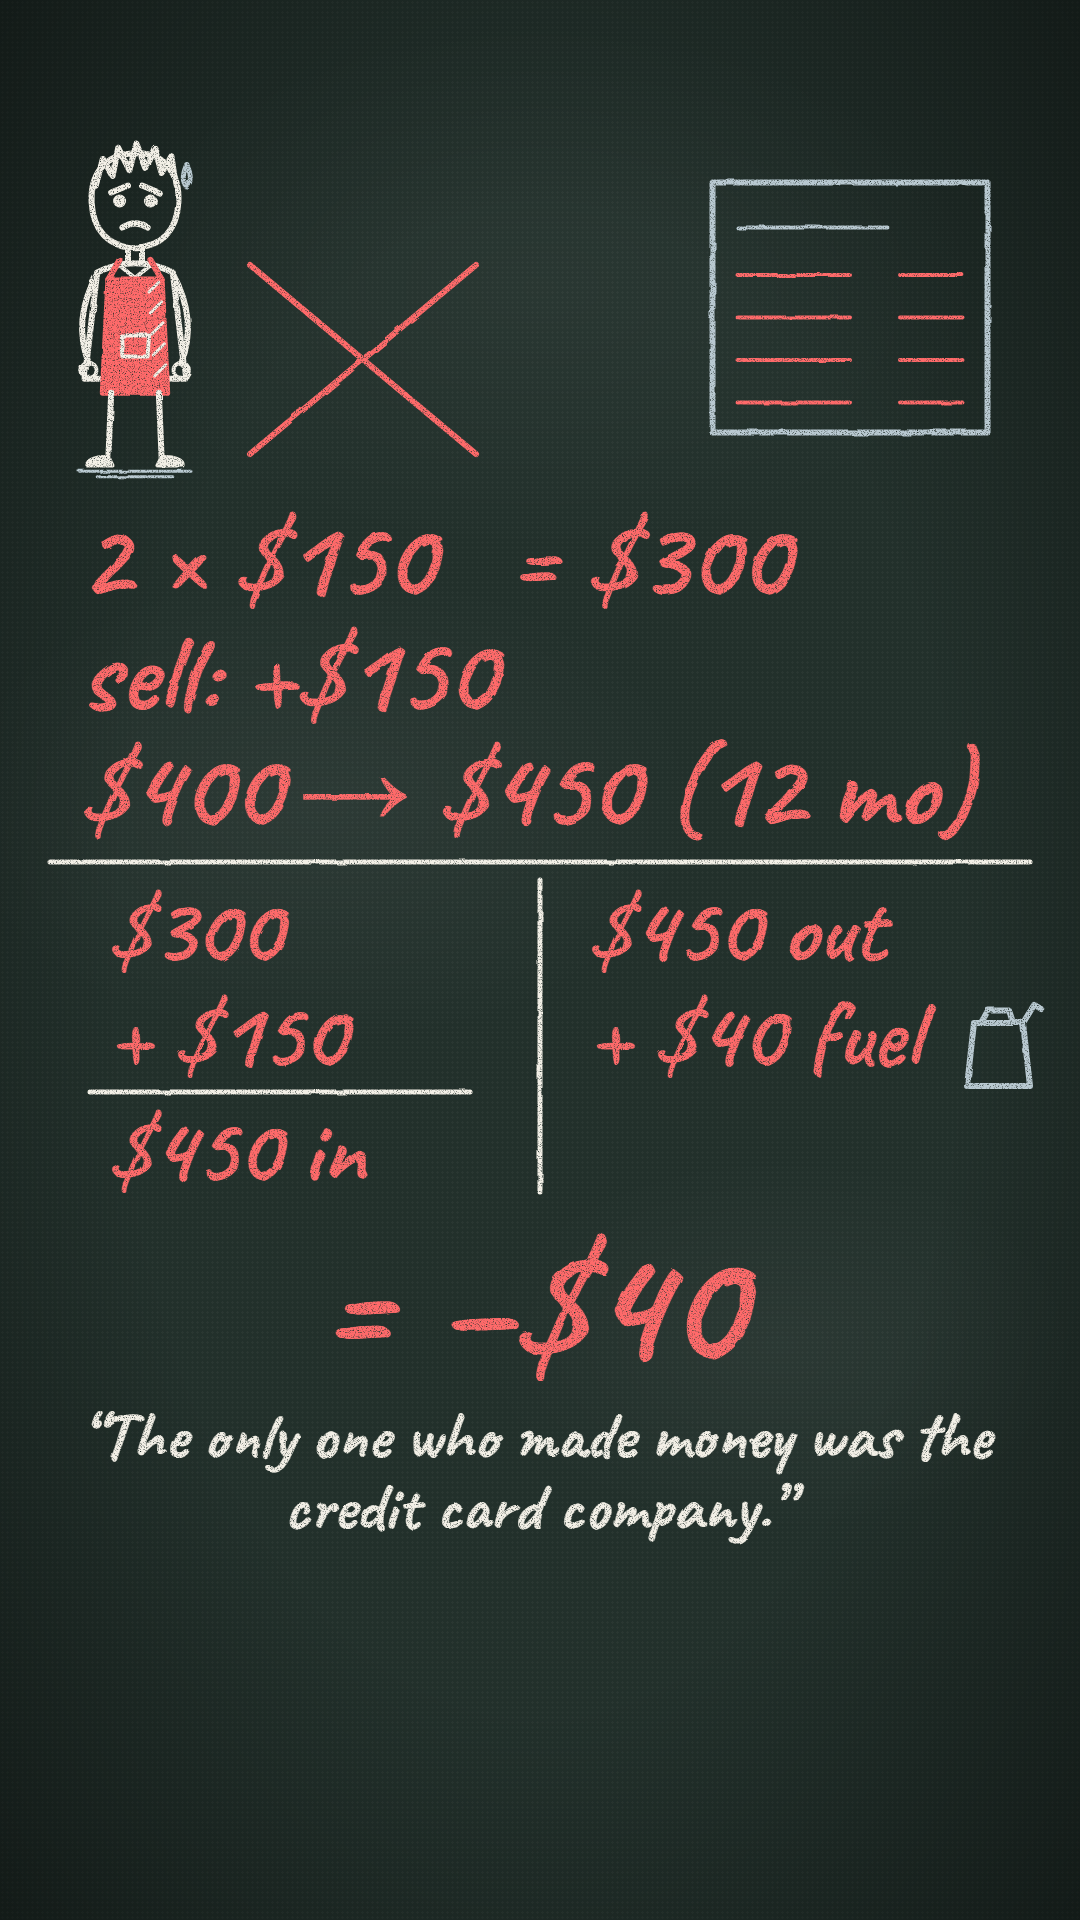 2 × $150 = $300
sell: +$150
$400 → $450 (12 mo)
$300
+ $150
$450 in
$450 out
+ $40 fuel
= –$40
“The only one who made money was the
credit card company.”